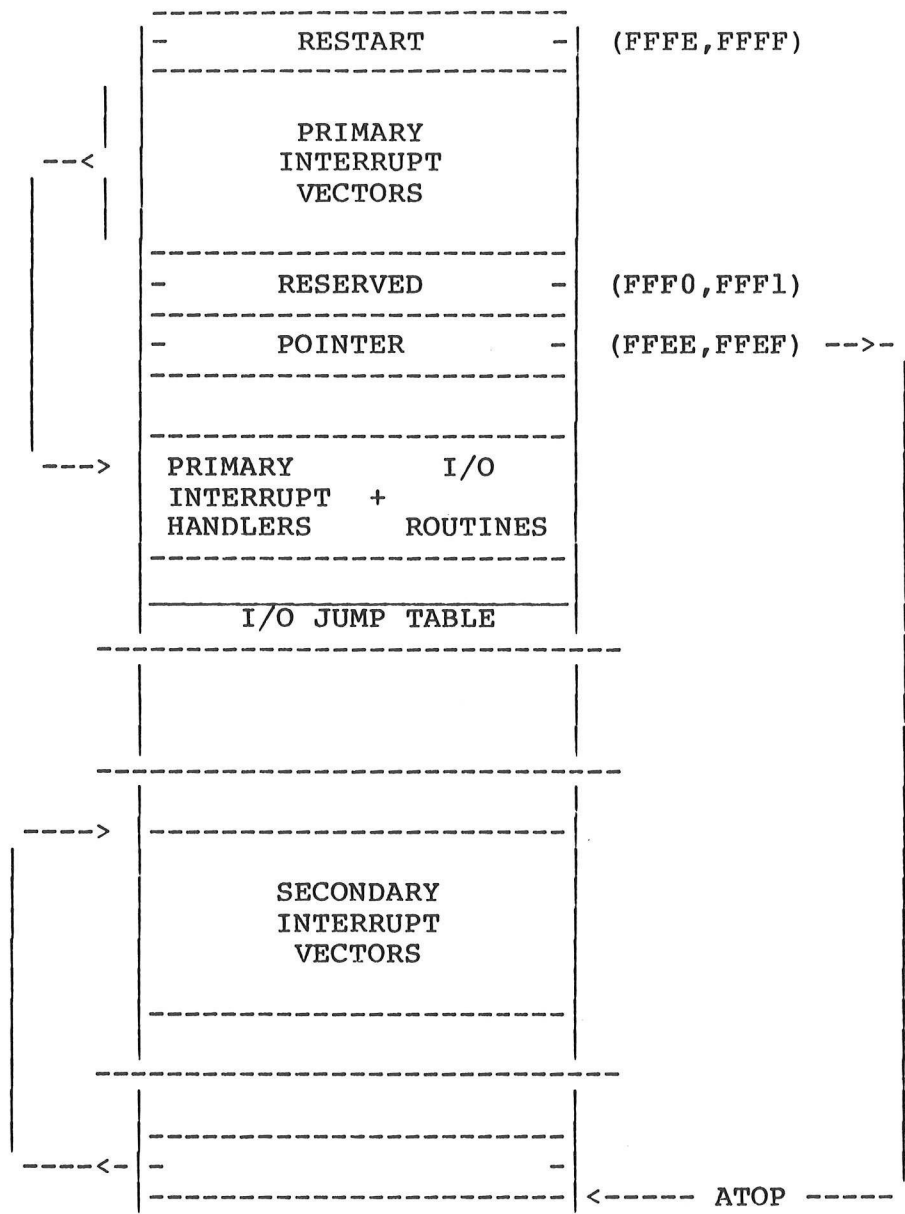 RESTART (FFFE,FFFF)
PRIMARY
INTERRUPT
VECTORS
RESERVED (FFF0,FFF1)
POINTER (FFEE,FFEF)
PRIMARY I/O
INTERRUPT +
HANDLERS ROUTINES
I/O JUMP TABLE
SECONDARY
INTERRUPT
VECTORS
ATOP